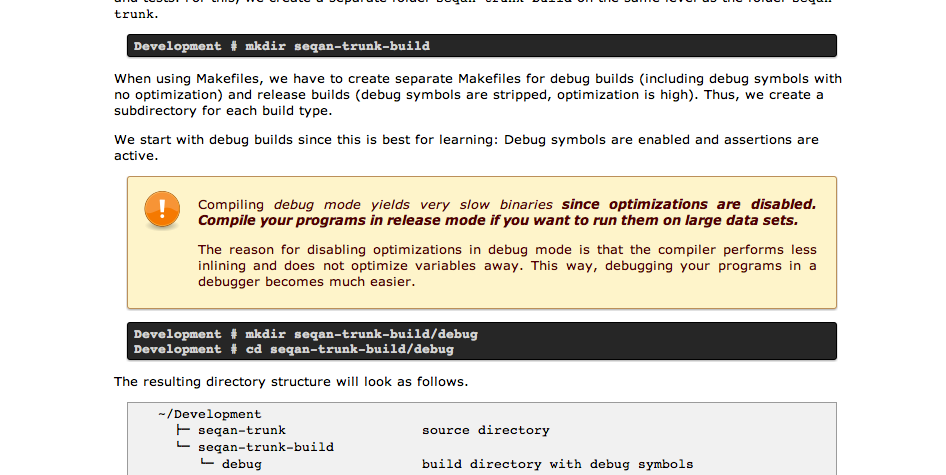 and tests. For this, we create a separate folder seqan-trunk-build on the same level as the folder seqan-
trunk.
Development # mkdir seqan-trunk-build
When using Makefiles, we have to create separate Makefiles for debug builds (including debug symbols with
no optimization) and release builds (debug symbols are stripped, optimization is high). Thus, we create a
subdirectory for each build type.
We start with debug builds since this is best for learning: Debug symbols are enabled and assertions are
active.
Compiling debug mode yields very slow binaries since optimizations are disabled.
Compile your programs in release mode if you want to run them on large data sets.
The reason for disabling optimizations in debug mode is that the compiler performs less
inlining and does not optimize variables away. This way, debugging your programs in a
debugger becomes much easier.
Development # mkdir seqan-trunk-build/debug
Development # cd seqan-trunk-build/debug
The resulting directory structure will look as follows.
~/Development
├─ seqan-trunk source directory
└─ seqan-trunk-build
└─ debug build directory with debug symbols